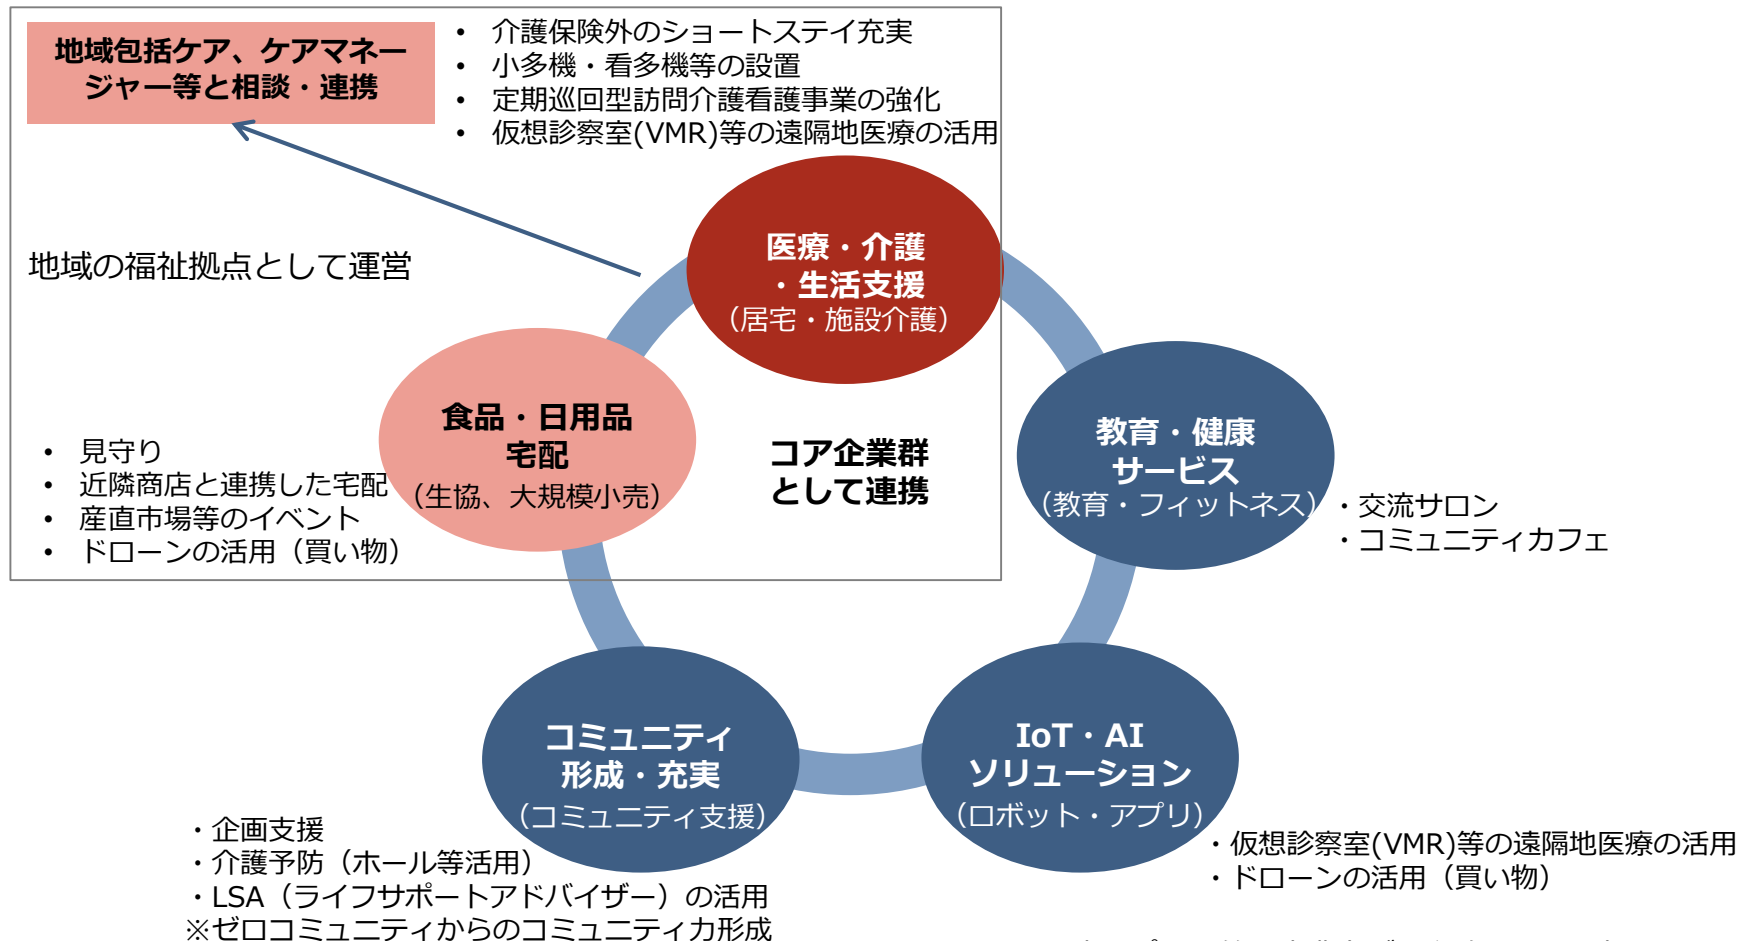 地域包括ケア、ケアマネー
ジャー等と相談・連携
• 介護保険外のショートステイ充実
• 小多機・看多機等の設置
• 定期巡回型訪問介護看護事業の強化
• 仮想診察室(VMR)等の遠隔地医療の活用
地域の福祉拠点として運営
医療・介護
・生活支援
（居宅・施設介護）
食品・日用品
宅配
（生協、大規模小売）
• 見守り
• 近隣商店と連携した宅配
• 産直市場等のイベント
• ドローンの活用（買い物）
コア企業群
として連携
教育・健康
サービス
（教育・フィットネス）
・交流サロン
・コミュニティカフェ
コミュニティ
形成・充実
（コミュニティ支援）
・企画支援
・介護予防（ホール等活用）
・LSA（ライフサポートアドバイザー）の活用
※ゼロコミュニティからのコミュニティ力形成
IoT・AI
ソリューション
（ロボット・アプリ）
・仮想診察室(VMR)等の遠隔地医療の活用
・ドローンの活用（買い物）